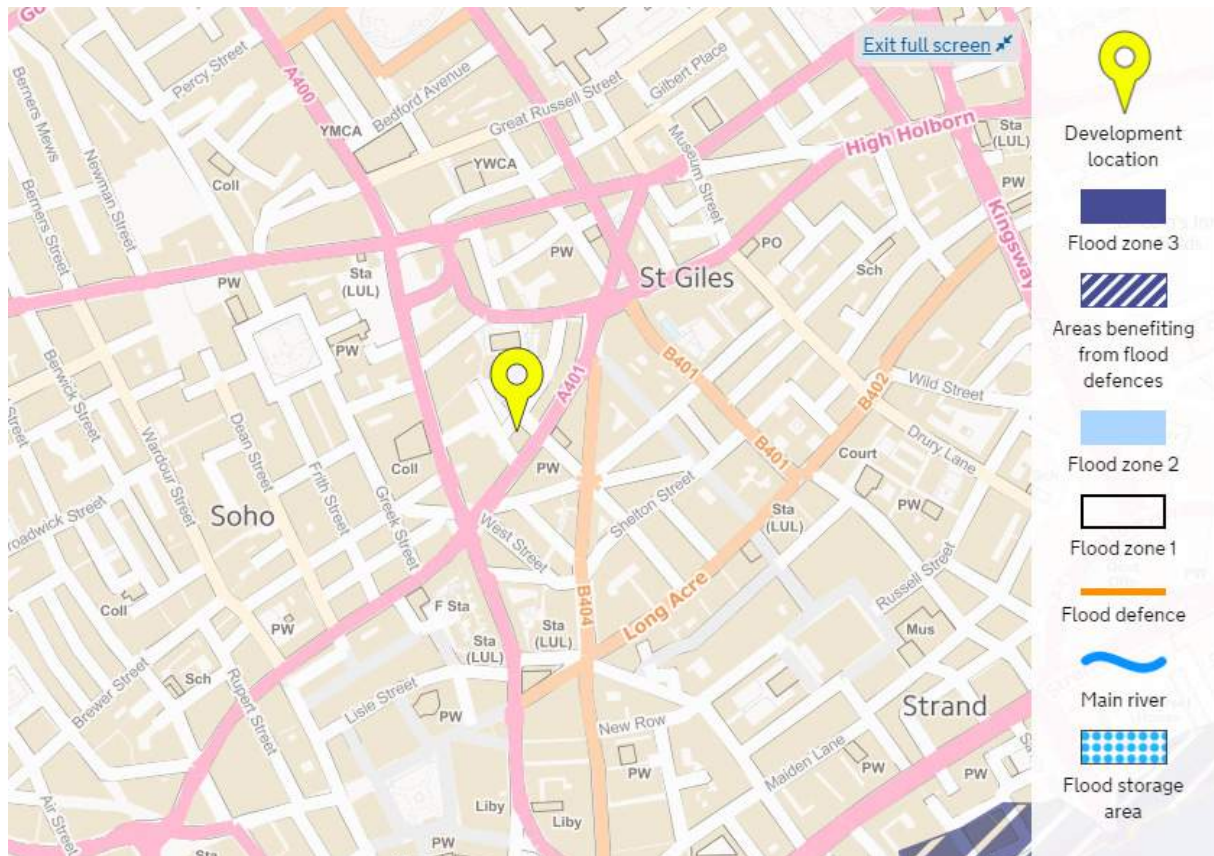 Go
Exit full screen
Percy Street
A400
Bedford Avenue
Great Russell Street
Gilbert Place
Berners Mews
Newman Street
Berners Street
YMCA
YWCA
Coll
Museum Street
High Holborn
Sta
(LUL)
PW
Kingsway
PW
Sta
(LUL)
PW
PO
St Giles
Sch
PW
Berwick Street
Street
Wardour Street
Dean Street
Frith Street
Greek Street
Coll
A401
PW
B401
B401
B402
Wild Street
Drury Lane
Court
PW
Soho
roadwick Street
West Street
Shelton Street
Sta
(LUL)
Coll
PW
F Sta
Sta
(LUL)
Sta
(LUL)
B404
Long Acre
Russell Street
Mus
Brewer Street
Sch
Rupert Street
Lisle Street
PW
New Row
Strand
Maiden Lane
PW
PW
PW
Air Street
Liby
Liby
PW
Sta
Development
location
Flood zone 3
Areas benefiting
from flood
defences
Flood zone 2
Flood zone 1
Flood defence
Main river
Flood storage
area